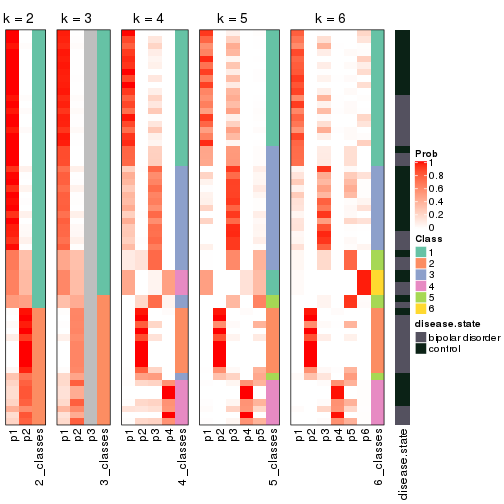 k = 2 k = 3 k = 4 k = 5 k = 6
Prob
1
0.8
0.6
0.4
0.2
0
Class
1
2
3
4
5
6
disease.state
bipolar disorder
control
p1 p2 2_classes p1 p2 p3 3_classes p1 p2 p3 p4 4_classes p1 p2 p3 p4 p5 5_classes p1 p2 p3 p4 p5 p6 6_classes disease.state